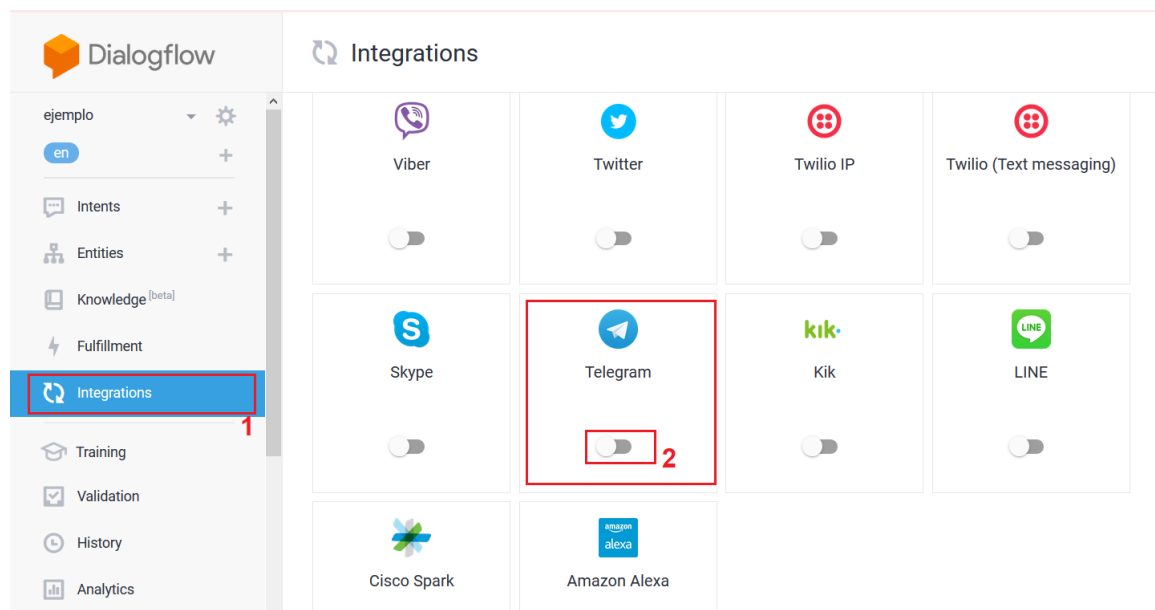 Dialogflow
Integrations
ejemplo
en
Intents
Entities
Knowledge [beta]
Fulfillment
Integrations
1
Training
Validation
History
Analytics
Viber
Twitter
Twilio IP
Twilio (Text messaging)
S
kik.
LINE
Skype
Telegram
Kik
LINE
2
amazon
alexa
Cisco Spark
Amazon Alexa